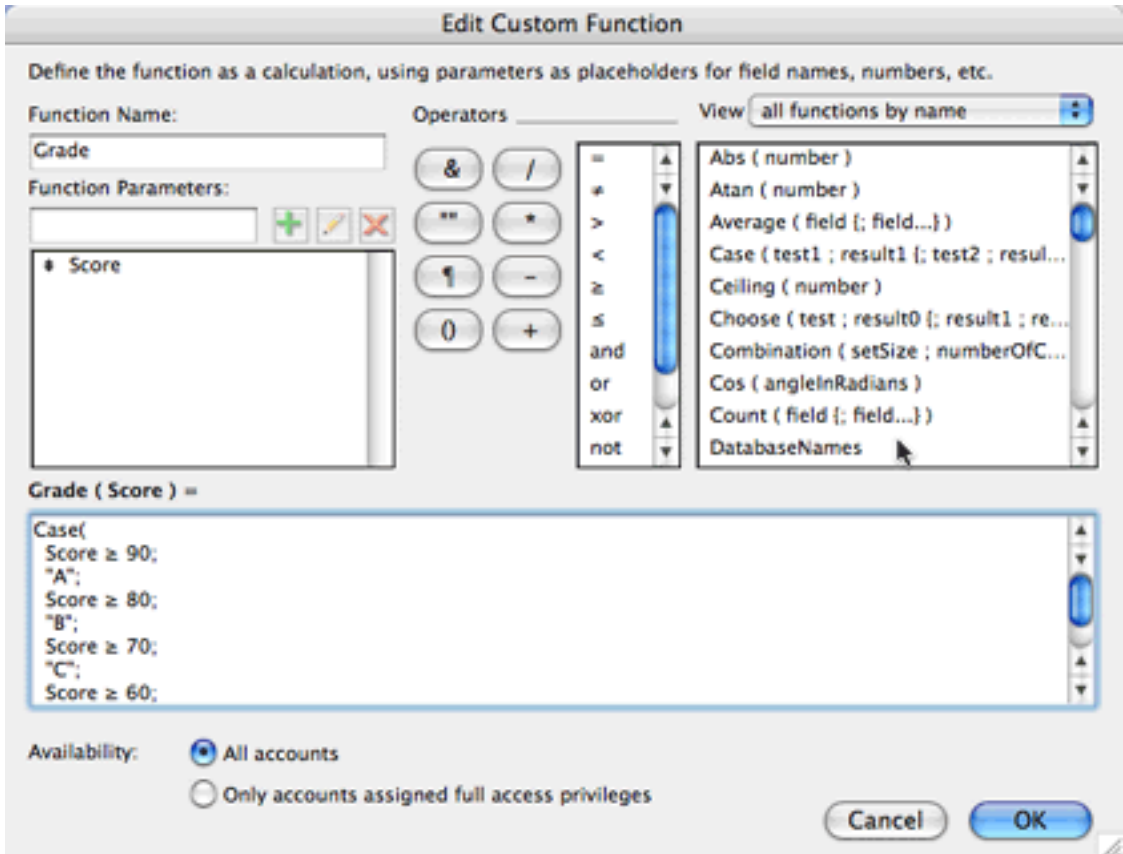 Edit Custom Function
Define the function as a calculation, using parameters as placeholders for field names, numbers, etc.
Function Name:
Grade
Function Parameters:
Score
Operators
& /
"" *
¶ -
() +
=
≠
>
<
≥
≤
and
or
xor
not
View all functions by name
Abs ( number )
Atan ( number )
Average ( field {; field...} )
Case ( test1 ; result1 {; test2 ; resul...
Ceiling ( number )
Choose ( test ; result0 {; result1 ; re...
Combination ( setSize ; numberOfC...
Cos ( angleInRadians )
Count ( field {; field...} )
DatabaseNames
Grade ( Score ) =
Case(
Score ≥ 90;
"A";
Score ≥ 80;
"B";
Score ≥ 70;
"C";
Score ≥ 60;
Availability:
All accounts
Only accounts assigned full access privileges
Cancel
OK